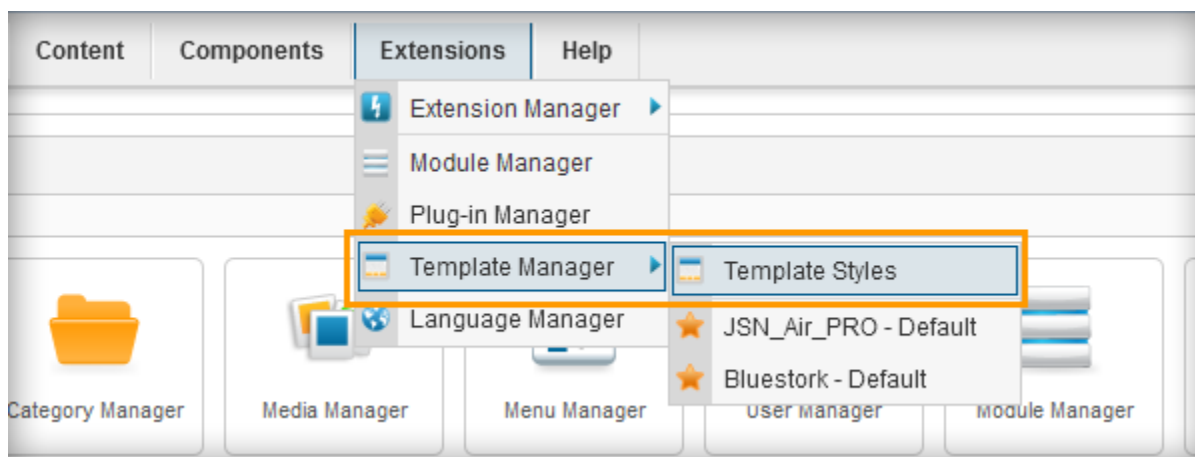 Content Components Extensions Help
Extension Manager
Module Manager
Plug-in Manager
Template Manager
Template Styles
Language Manager
JSN_Air_PRO - Default
Bluestork - Default
Category Manager
Media Manager
Menu Manager
User Manager
Module Manager